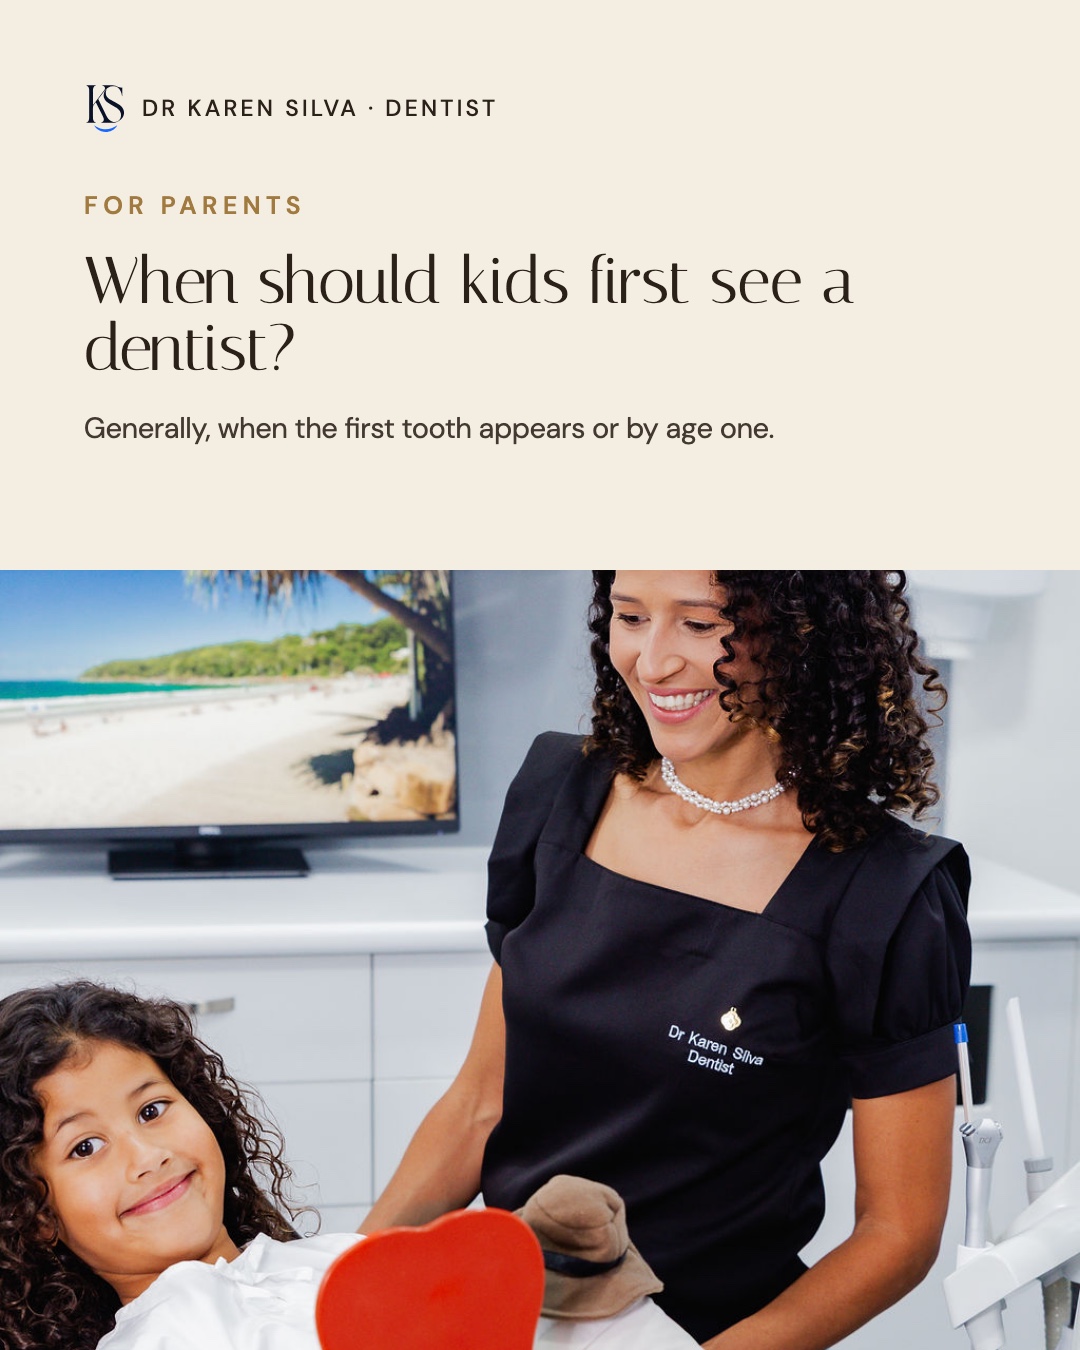 KS DR KAREN SILVA · DENTIST
FOR PARENTS
When should kids first see a
dentist?
Generally, when the first tooth appears or by age one.
Dr Karen Silva
Dentist